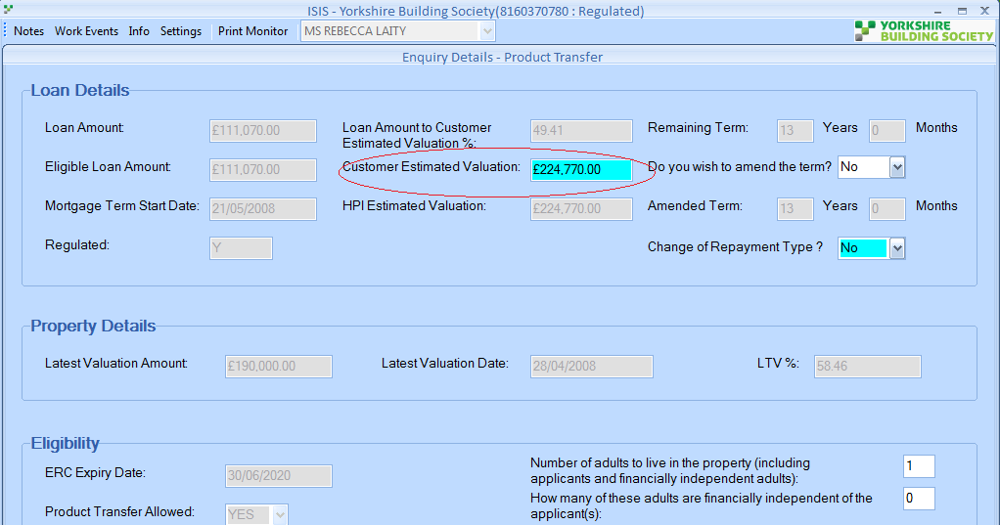 ISIS - Yorkshire Building Society(8160370780 : Regulated)
Notes Work Events Info Settings Print Monitor MS REBECCA LAITY YORKSHIRE BUILDING SOCIETY
Enquiry Details - Product Transfer
Loan Details
Loan Amount: £111,070.00 Loan Amount to Customer Estimated Valuation %: 49.41 Remaining Term: 13 Years 0 Months
Eligible Loan Amount: £111,070.00 Customer Estimated Valuation: £224,770.00 Do you wish to amend the term? No
Mortgage Term Start Date: 21/05/2008 HPI Estimated Valuation: £224,770.00 Amended Term: 13 Years 0 Months
Regulated: Y Change of Repayment Type ? No
Property Details
Latest Valuation Amount: £190,000.00 Latest Valuation Date: 28/04/2008 LTV %: 58.46
Eligibility
ERC Expiry Date: 30/06/2020 Number of adults to live in the property (including applicants and financially independent adults): 1
Product Transfer Allowed: YES How many of these adults are financially independent of the applicant(s): 0